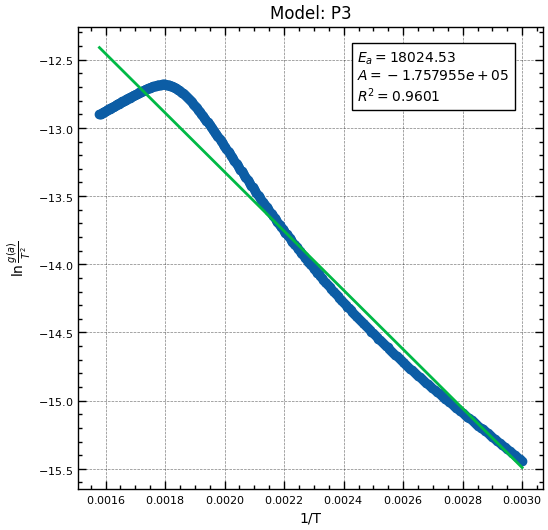 Model: P3
E_a = 18024.53
A = −1.757955e + 05
R² = 0.9601
−12.5
−13.0
−13.5
−14.0
−14.5
−15.0
−15.5
ln g(a)/T²
0.0016 0.0018 0.0020 0.0022 0.0024 0.0026 0.0028 0.0030
1/T